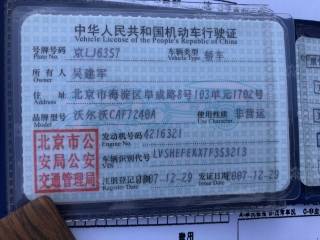 中华人民共和国机动车行驶证
Vehicle License of the People's Republic of China
号牌号码 京LJ6357 车辆类型 轿车
Plate No. Vehicle Type
所有人 吴建军
Owner
住址 北京市海淀区阜成路8号103单元1702号
Address
品牌型号 沃尔沃CAF7240A 使用性质 非营运
Model Use Character
发动机号码 4216321
Engine No.
车辆识别代号 LVSHFFKX7F353213
VIN
注册登记日期 2007-12-29 发证日期 2007-12-29
北京市公
安局公安
交通管理局
费用